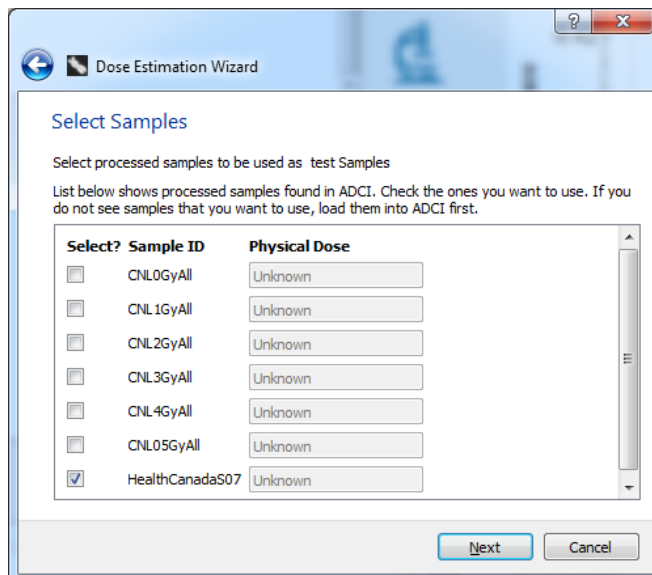 Dose Estimation Wizard
Select Samples
Select processed samples to be used as  test Samples
List below shows processed samples found in ADCI. Check the ones you want to use. If you
do not see samples that you want to use, load them into ADCI first.
Select? Sample ID Physical Dose
CNL0GyAll Unknown
CNL1GyAll Unknown
CNL2GyAll Unknown
CNL3GyAll Unknown
CNL4GyAll Unknown
CNL05GyAll Unknown
HealthCanadaS07 Unknown
Next Cancel